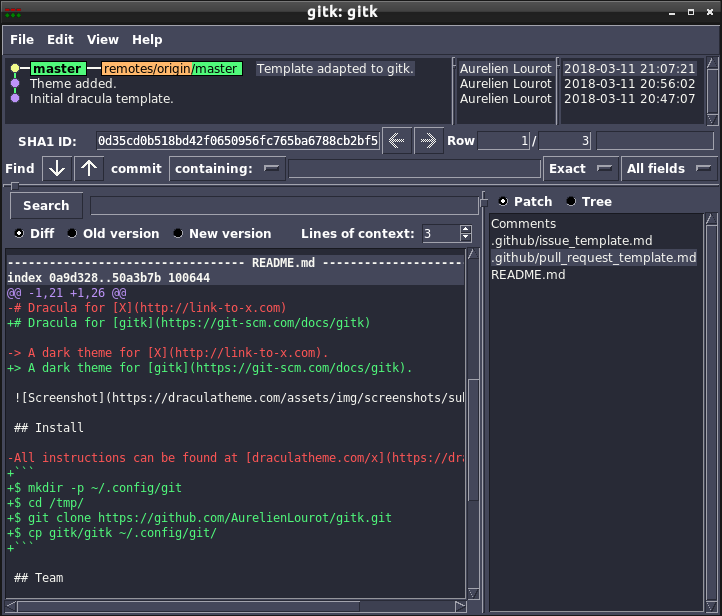 gitk: gitk
File Edit View Help
master remotes/origin/master Template adapted to gitk. Aurelien Lourot 2018-03-11 21:07:21
Theme added. Aurelien Lourot 2018-03-11 20:56:02
Initial dracula template. Aurelien Lourot 2018-03-11 20:47:07
SHA1 ID: 0d35cd0b518bd42f0650956fc765ba6788cb2bf5 Row 1 / 3
Find commit containing: Exact All fields
Search Patch Tree
Diff Old version New version Lines of context: 3
Comments
.github/issue_template.md
.github/pull_request_template.md
README.md
---------------------------------- README.md --------------------
index 0a9d328..50a3b7b 100644
@@ -1,21 +1,26 @@
-# Dracula for [X](http://link-to-x.com)
+# Dracula for [gitk](https://git-scm.com/docs/gitk)
-> A dark theme for [X](http://link-to-x.com).
+> A dark theme for [gitk](https://git-scm.com/docs/gitk).
![Screenshot](https://draculatheme.com/assets/img/screenshots/su
## Install
-All instructions can be found at [draculatheme.com/x](https://dr
+```
+$ mkdir -p ~/.config/git
+$ cd /tmp/
+$ git clone https://github.com/AurelienLourot/gitk.git
+$ cp gitk/gitk ~/.config/git/
+```
## Team